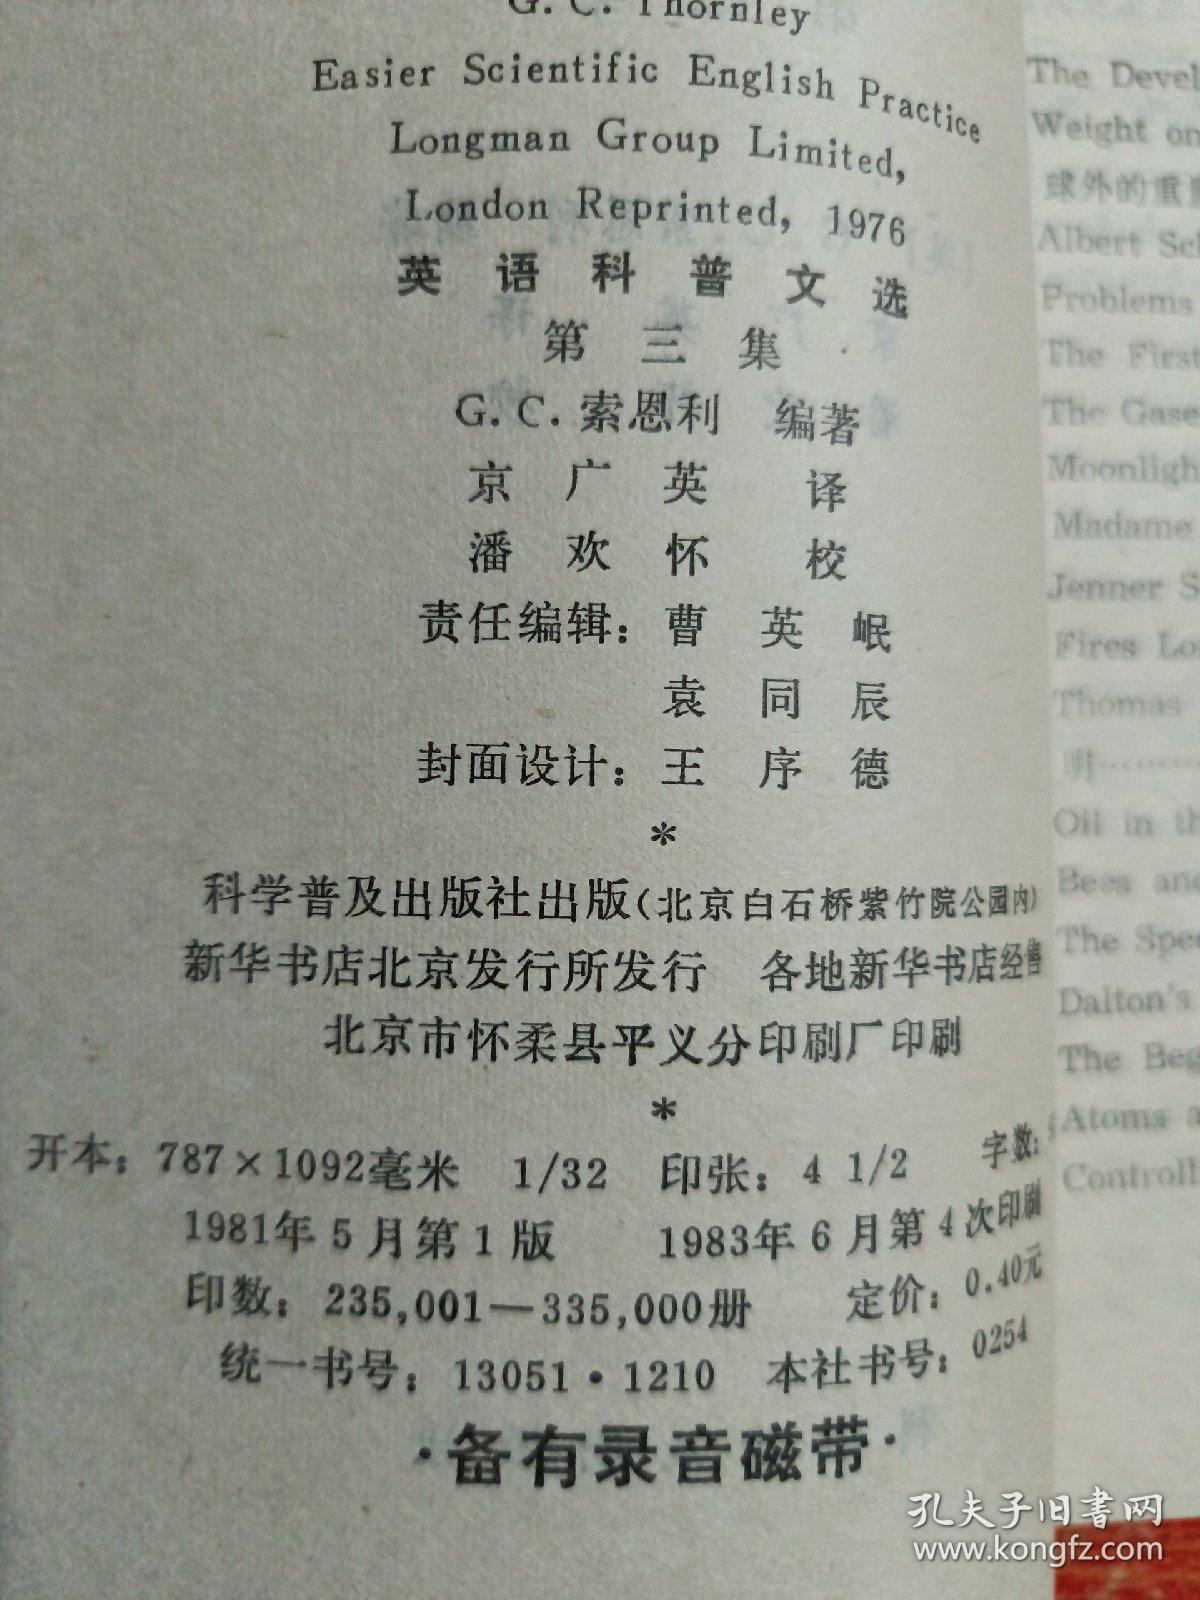 G. C. Thornley
Easier Scientific English Practice
Longman Group Limited,
London Reprinted, 1976
英语科普文选
第三集
G. C. 索恩利 编著
京广英 译
潘欢怀 校
责任编辑：曹英岷
袁同辰
封面设计：王序德
*
科学普及出版社出版（北京白石桥紫竹院公园内）
新华书店北京发行所发行 各地新华书店经售
北京市怀柔县平义分印刷厂印刷
*
开本：787×1092毫米 1/32 印张：4 1/2 字数：
1981年5月第1版 1983年6月第4次印刷
印数：235,001—335,000册 定价：0.40元
统一书号：13051·1210 本社书号：0254
·备有录音磁带·
The Devel
Weight on
球外的重
Albert Sc
Problems
The First
The Gase
Moonligh
Madame
Jenner S
Fires Lo
Thomas
明…………
Oil in th
Bees and
The Spee
Dalton's
The Beg
Atoms a
Controll
孔夫子旧书网
www.kongfz.com